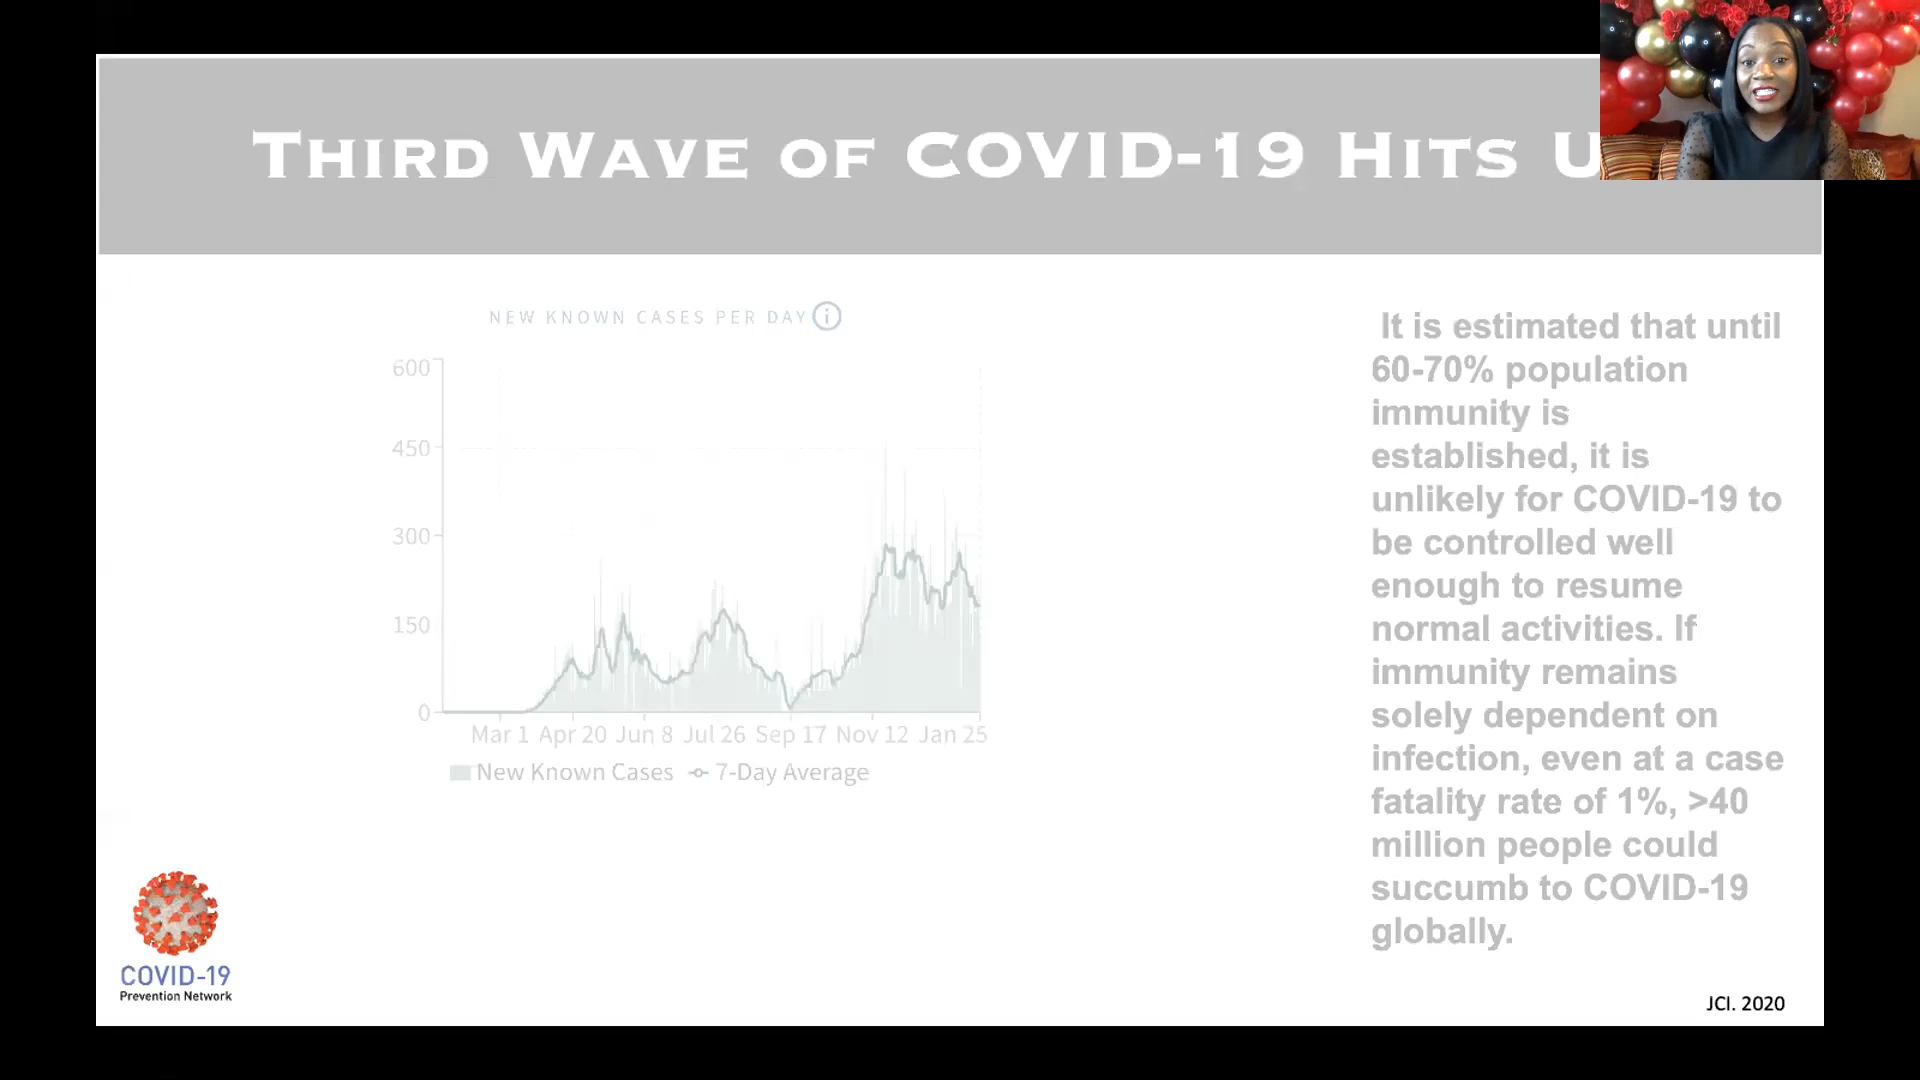 THIRD WAVE OF COVID-19 HITS U
NEW KNOWN CASES PER DAY i
600
450
300
150
0
Mar 1 Apr 20 Jun 8 Jul 26 Sep 17 Nov 12 Jan 25
New Known Cases 7-Day Average
It is estimated that until
60-70% population
immunity is
established, it is
unlikely for COVID-19 to
be controlled well
enough to resume
normal activities. If
immunity remains
solely dependent on
infection, even at a case
fatality rate of 1%, >40
million people could
succumb to COVID-19
globally.
COVID-19
Prevention Network
JCI. 2020